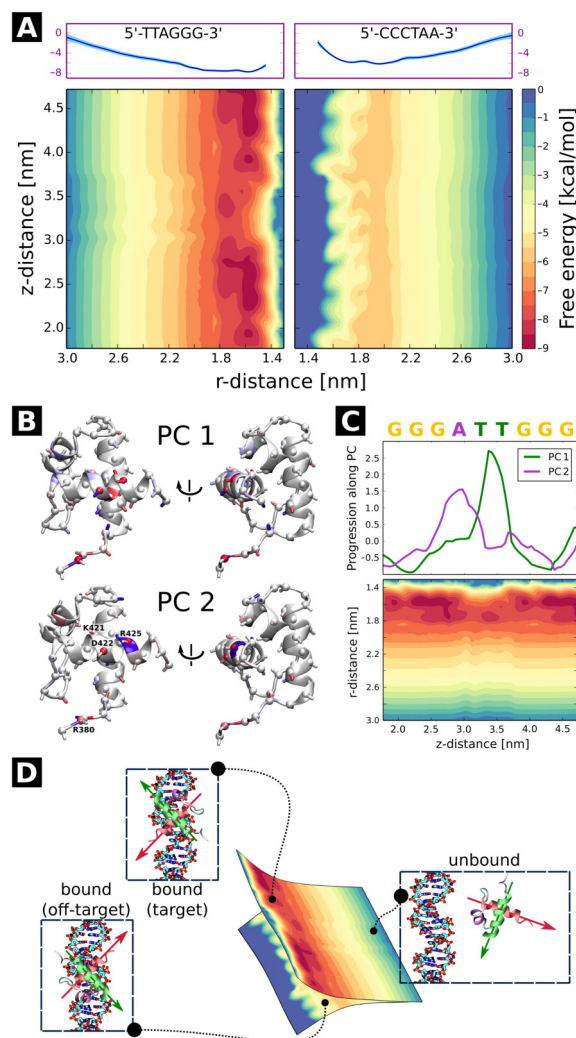 A
5'-TTAGGG-3'
5'-CCCTAA-3'
0
−2
−4
−6
−8
0
−2
−4
−6
−8
z-distance [nm]
4.5
4.0
3.5
3.0
2.5
2.0
3.0 2.6 2.2 1.8 1.4
1.4 1.8 2.2 2.6 3.0
r-distance [nm]
0
−1
−2
−3
−4
−5
−6
−7
−8
−9
Free energy [kcal/mol]
B
PC 1
PC 2
K421
D422
R425
R380
C
G G G A T T G G G
Progression along PC
2.5
2.0
1.5
1.0
0.5
0.0
-0.5
PC 1
PC 2
r-distance [nm]
1.4
1.8
2.2
2.6
3.0
2.0 2.5 3.0 3.5 4.0 4.5
z-distance [nm]
D
bound
(off-target)
bound
(target)
unbound